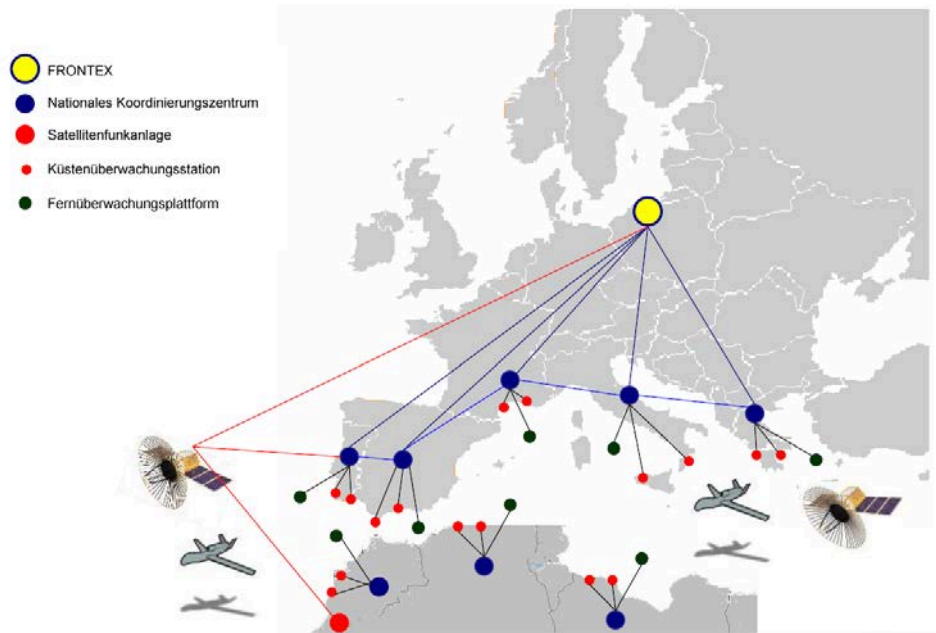 FRONTEX
Nationales Koordinierungszentrum
Satellitenfunkanlage
Küstenüberwachungsstation
Fernüberwachungsplattform